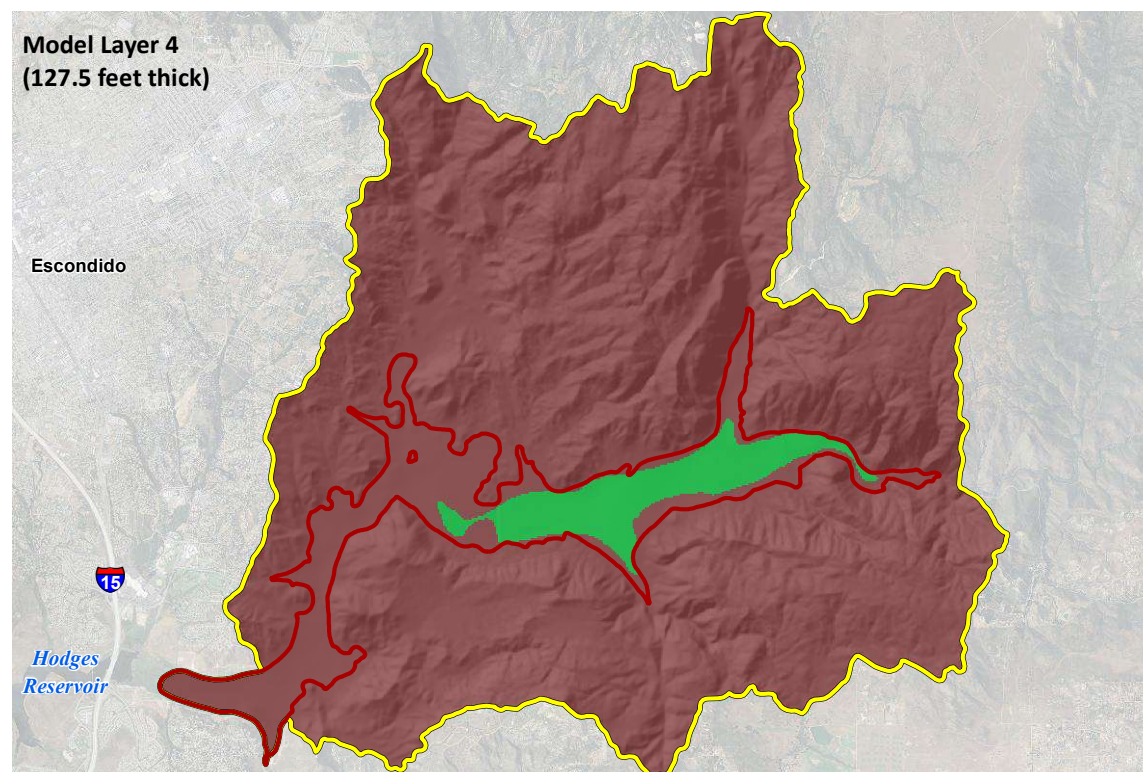 Model Layer 4
(127.5 feet thick)
Escondido
15
Hodges
Reservoir